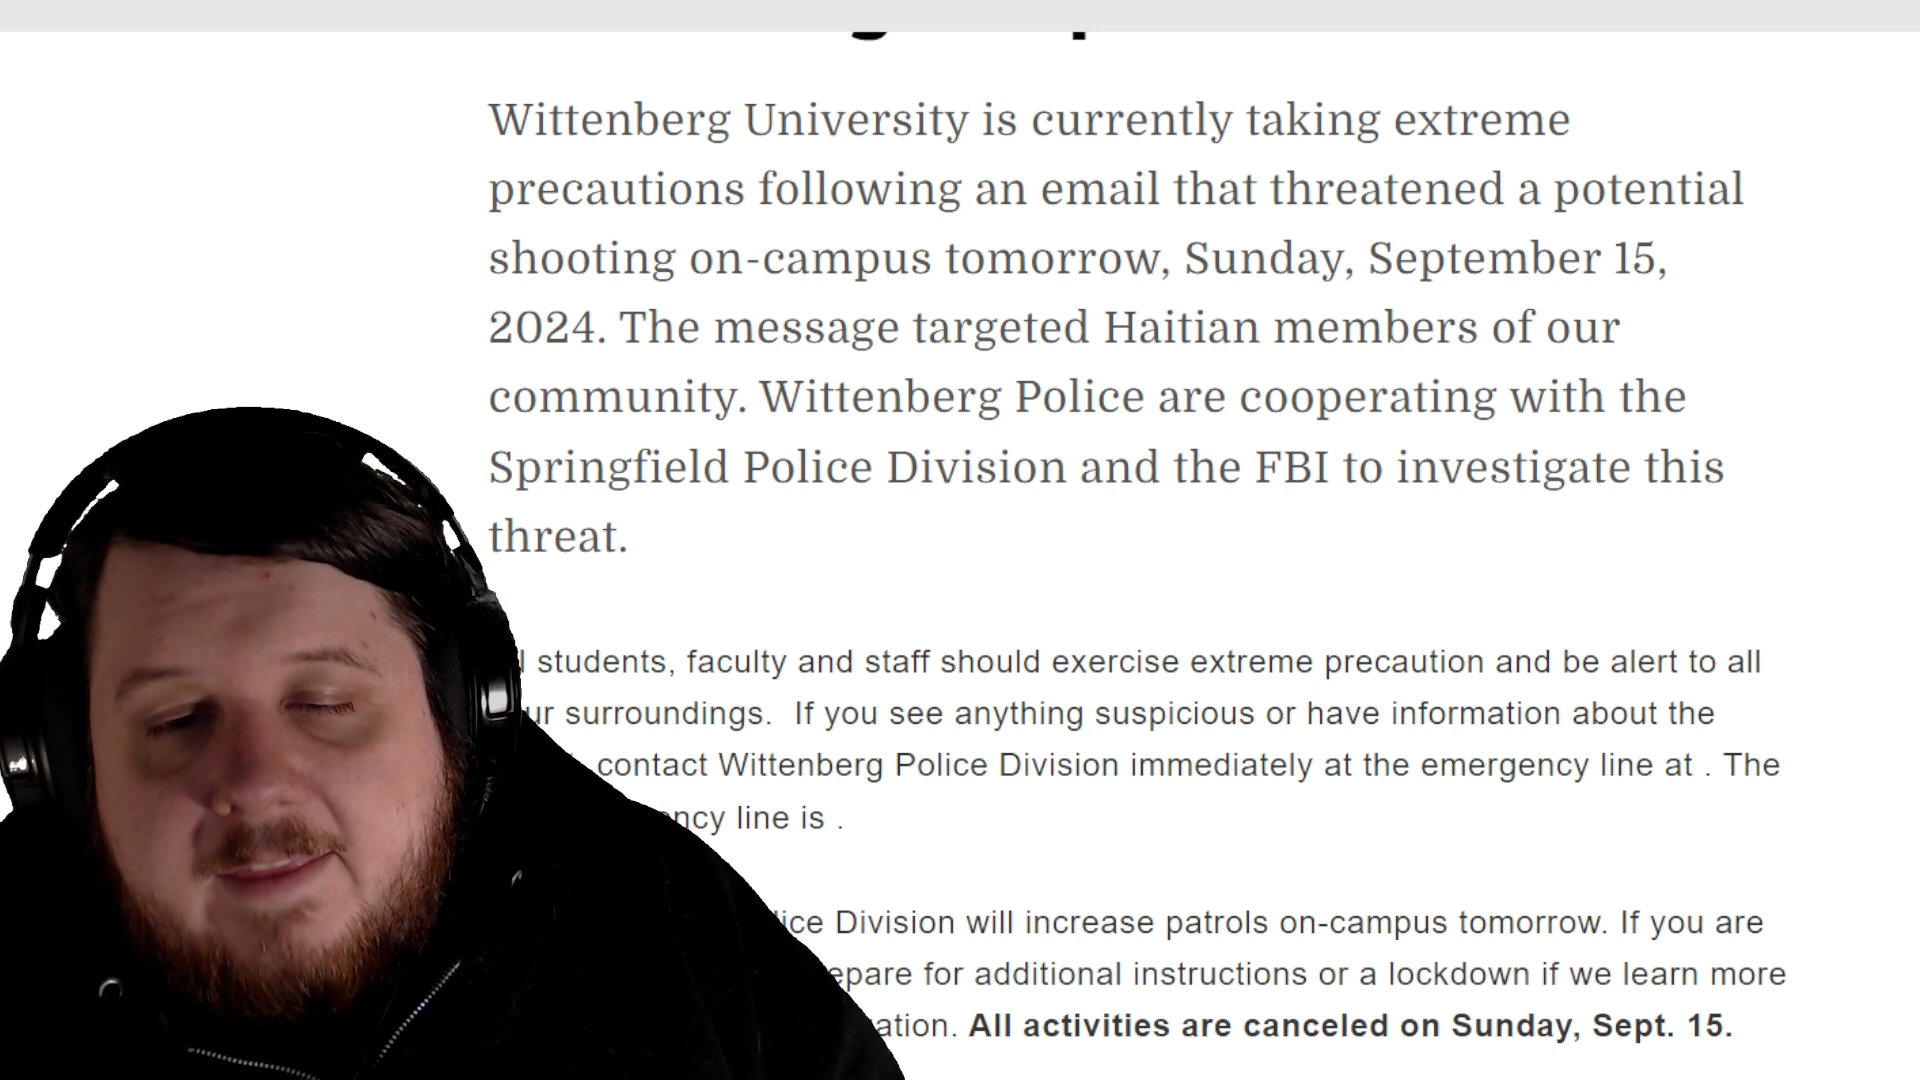 Wittenberg University is currently taking extreme
precautions following an email that threatened a potential
shooting on-campus tomorrow, Sunday, September 15,
2024. The message targeted Haitian members of our
community. Wittenberg Police are cooperating with the
Springfield Police Division and the FBI to investigate this
threat.
students, faculty and staff should exercise extreme precaution and be alert to all
surroundings. If you see anything suspicious or have information about the
contact Wittenberg Police Division immediately at the emergency line at . The
line is .
Division will increase patrols on-campus tomorrow. If you are
for additional instructions or a lockdown if we learn more
All activities are canceled on Sunday, Sept. 15.